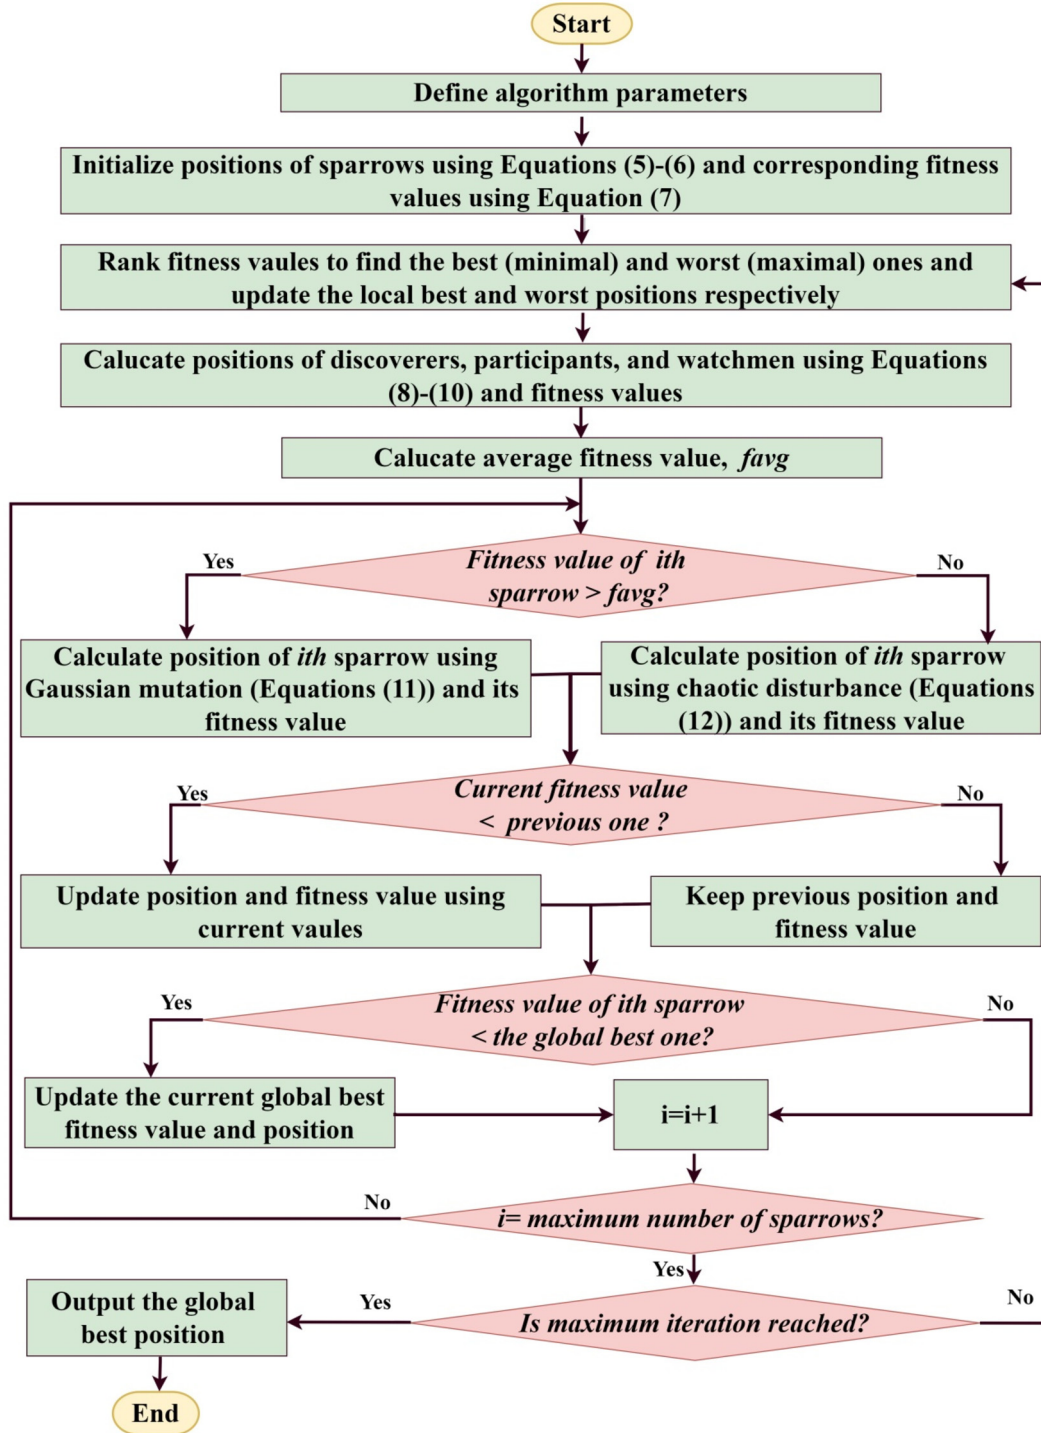 Start
Define algorithm parameters
Initialize positions of sparrows using Equations (5)-(6) and corresponding fitness
values using Equation (7)
Rank fitness vaules to find the best (minimal) and worst (maximal) ones and
update the local best and worst positions respectively
Calucate positions of discoverers, participants, and watchmen using Equations
(8)-(10) and fitness values
Calucate average fitness value, favg
Yes
Fitness value of ith
sparrow > favg?
No
Calculate position of ith sparrow using
Gaussian mutation (Equations (11)) and its
fitness value
Calculate position of ith sparrow
using chaotic disturbance (Equations
(12)) and its fitness value
Yes
Current fitness value
< previous one ?
No
Update position and fitness value using
current vaules
Keep previous position and
fitness value
Yes
Fitness value of ith sparrow
< the global best one?
No
Update the current global best
fitness value and position
i=i+1
No
i= maximum number of sparrows?
Yes
Output the global
best position
Yes
Is maximum iteration reached?
No
End